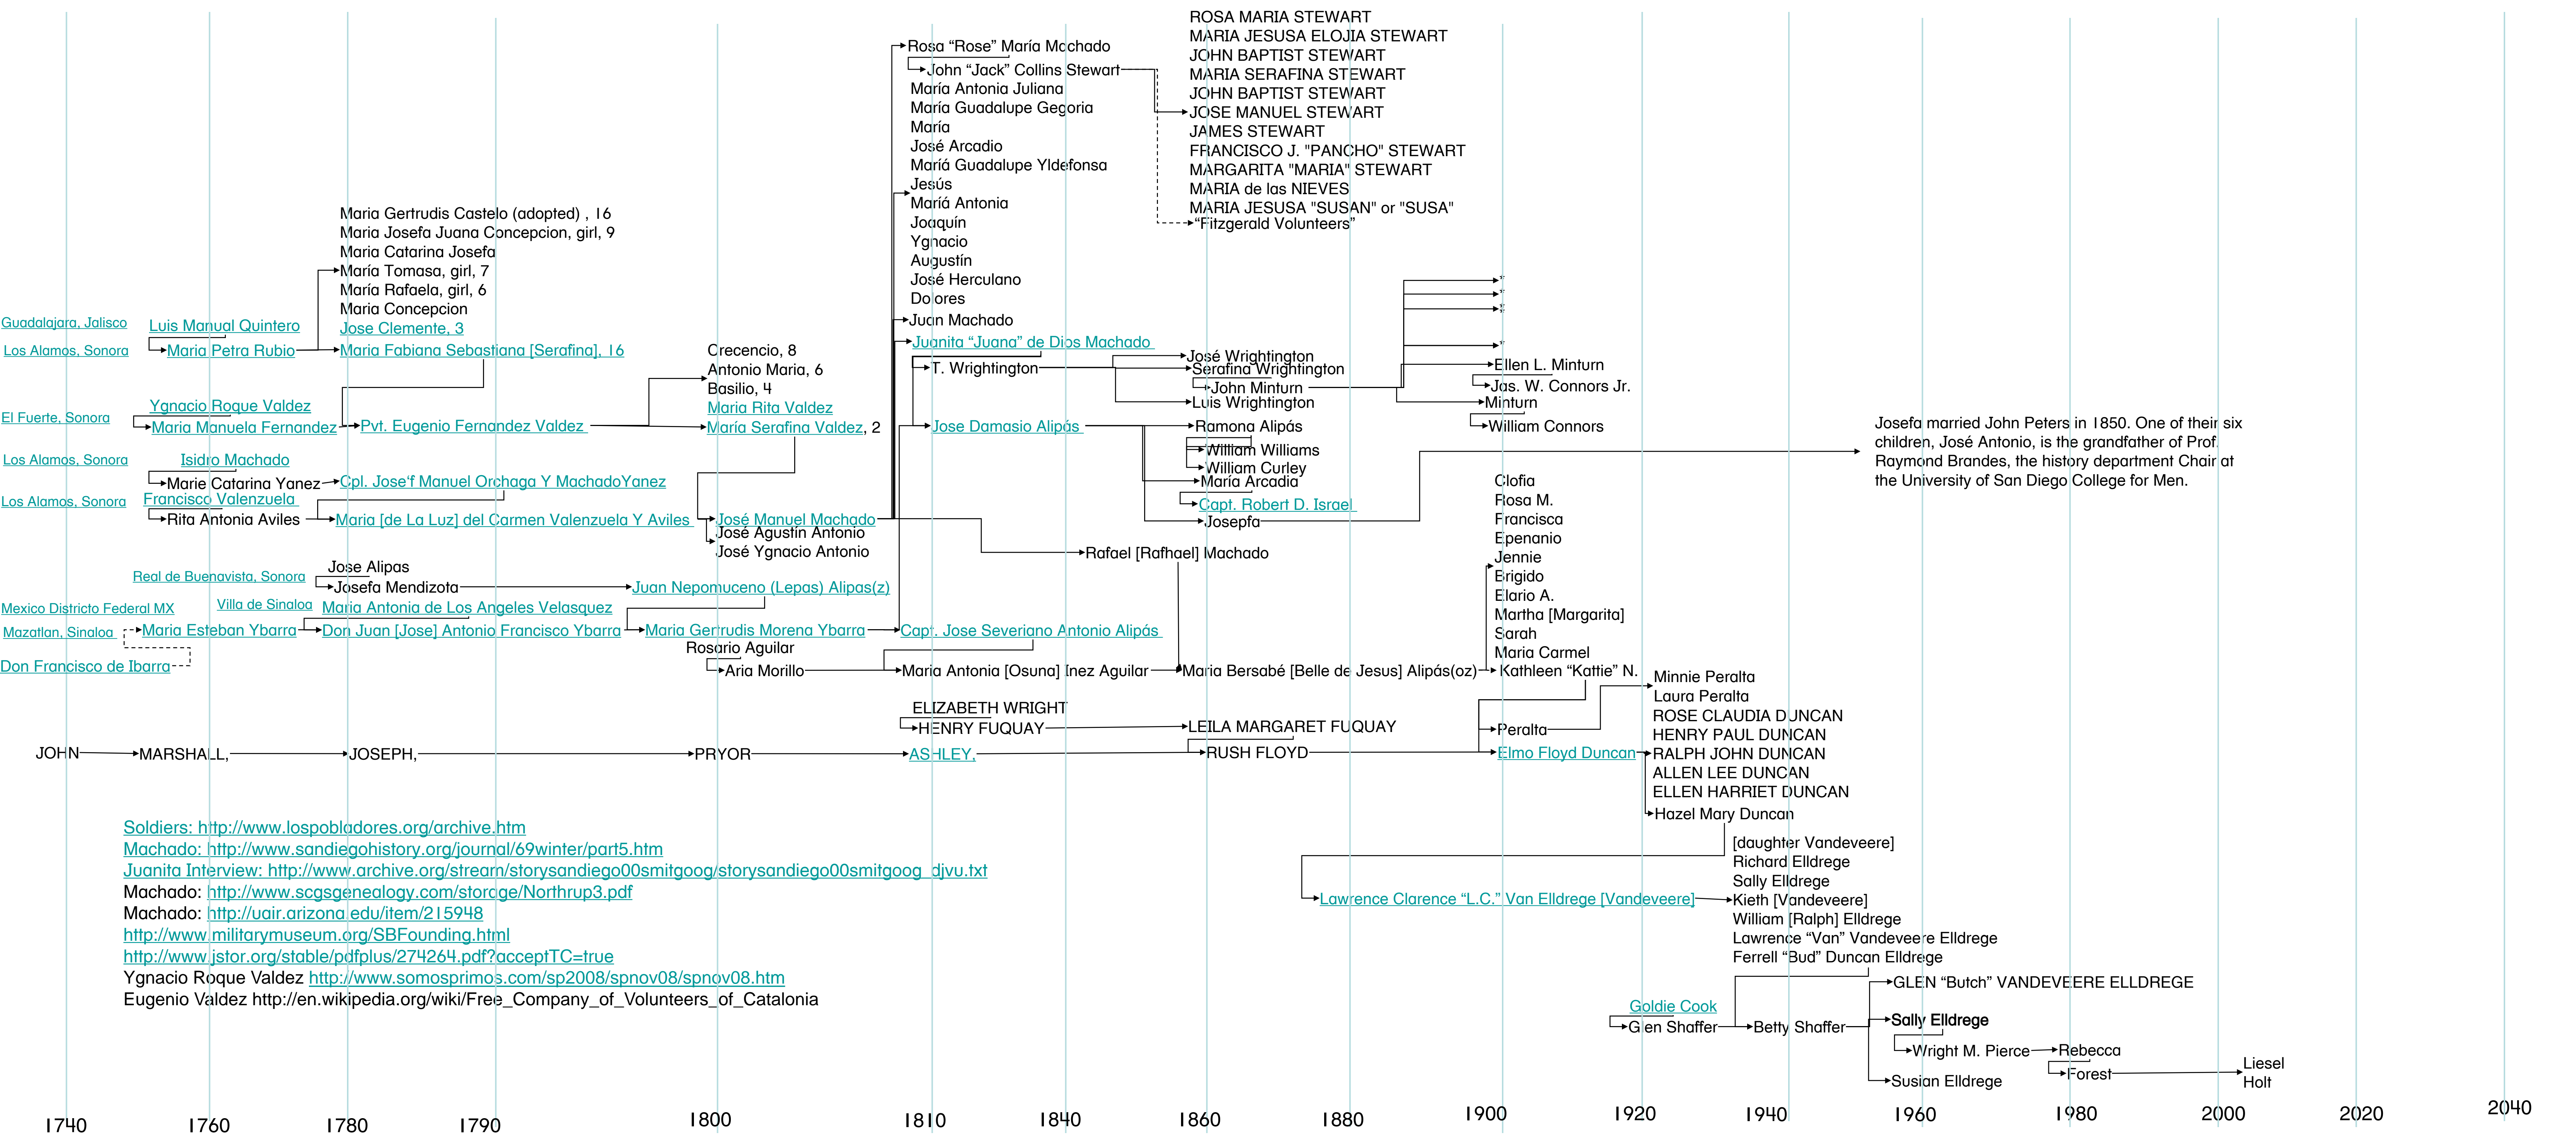 ROSA MARIA STEWART
MARIA JESUSA ELOJIA STEWART
JOHN BAPTIST STEWART
MARIA SERAFINA STEWART
JOHN BAPTIST STEWART
JOSE MANUEL STEWART
JAMES STEWART
FRANCISCO J. "PANCHO" STEWART
MARGARITA "MARIA" STEWART
MARIA de las NIEVES
MARIA JESUSA "SUSAN" or "SUSA"
“Fitzgerald Volunteers”
Rosa “Rose” María Machado
John “Jack” Collins Stewart
María Antonia Juliana
María Guadalupe Gegoria
María
José Arcadio
Maríá Guadalupe Yldefonsa
Jesús
Maríá Antonia
Joaquín
Ygnacio
Augustín
José Herculano
Dolores
Juan Machado
Juanita “Juana” de Dios Machado
T. Wrightington
Jose Damasio Alipás
Maria Gertrudis Castelo (adopted) , 16
Maria Josefa Juana Concepcion, girl, 9
Maria Catarina Josefa
María Tomasa, girl, 7
María Rafaela, girl, 6
Maria Concepcion
Jose Clemente, 3
Maria Fabiana Sebastiana [Serafina], 16
Guadalajara, Jalisco
Luis Manual Quintero
Los Alamos, Sonora
Maria Petra Rubio
Crecencio, 8
Antonio Maria, 6
Basilio, 4
Maria Rita Valdez
María Serafina Valdez, 2
Ygnacio Roque Valdez
El Fuerte, Sonora
Maria Manuela Fernandez
Pvt. Eugenio Fernandez Valdez
Los Alamos, Sonora
Isidro Machado
Marie Catarina Yanez
Cpl. Jose'f Manuel Orchaga Y MachadoYanez
Los Alamos, Sonora
Francisco Valenzuela
Rita Antonia Aviles
Maria [de La Luz] del Carmen Valenzuela Y Aviles
José Manuel Machado
José Agustín Antonio
José Ygnacio Antonio
José Wrightington
Serafina Wrightington
John Minturn
Luis Wrightington
Ramona Alipás
William Williams
William Curley
María Arcadia
Capt. Robert D. Israel
Josepfa
Rafael [Rafhael] Machado
Ellen L. Minturn
Jas. W. Connors Jr.
Minturn
William Connors
Josefa married John Peters in 1850. One of their six
children, José Antonio, is the grandfather of Prof.
Raymond Brandes, the history department Chair at
the University of San Diego College for Men.
Clofia
Rosa M.
Francisca
Epenanio
Jennie
Brigido
Elario A.
Martha [Margarita]
Sarah
Maria Carmel
Kathleen “Kattie” N.
Jose Alipas
Real de Buenavista, Sonora
Josefa Mendizota
Juan Nepomuceno (Lepas) Alipas(z)
Mexico Districto Federal MX
Villa de Sinaloa
Maria Antonia de Los Angeles Velasquez
Mazatlan, Sinaloa
Maria Esteban Ybarra
Don Juan [Jose] Antonio Francisco Ybarra
Maria Gertrudis Morena Ybarra
Capt. Jose Severiano Antonio Alipás
Don Francisco de Ibarra
Rosario Aguilar
Aria Morillo
Maria Antonia [Osuna] Inez Aguilar
Maria Bersabé [Belle de Jesus] Alipás(oz)
ELIZABETH WRIGHT
HENRY FUQUAY
LEILA MARGARET FUQUAY
Peralta
Minnie Peralta
Laura Peralta
ROSE CLAUDIA DUNCAN
HENRY PAUL DUNCAN
RALPH JOHN DUNCAN
ALLEN LEE DUNCAN
ELLEN HARRIET DUNCAN
Hazel Mary Duncan
JOHN
MARSHALL,
JOSEPH,
PRYOR
ASHLEY,
RUSH FLOYD
Elmo Floyd Duncan
[daughter Vandeveere]
Richard Elldrege
Sally Elldrege
Kieth [Vandeveere]
William [Ralph] Elldrege
Lawrence “Van” Vandeveere Elldrege
Ferrell “Bud” Duncan Elldrege
Lawrence Clarence “L.C.” Van Elldrege [Vandeveere]
Soldiers: http://www.lospobladores.org/archive.htm
Machado: http://www.sandiegohistory.org/journal/69winter/part5.htm
Juanita Interview: http://www.archive.org/stream/storysandiego00smitgoog/storysandiego00smitgoog_djvu.txt
Machado: http://www.scgsgenealogy.com/storage/Northrup3.pdf
Machado: http://uair.arizona.edu/item/215948
http://www.militarymuseum.org/SBFounding.html
http://www.jstor.org/stable/pdfplus/274264.pdf?acceptTC=true
Ygnacio Roque Valdez http://www.somosprimos.com/sp2008/spnov08/spnov08.htm
Eugenio Valdez http://en.wikipedia.org/wiki/Free_Company_of_Volunteers_of_Catalonia
GLEN “Butch” VANDEVEERE ELLDREGE
Goldie Cook
Glen Shaffer
Betty Shaffer
Sally Elldrege
Wright M. Pierce
Rebecca
Forest
Liesel
Holt
Susian Elldrege
1740
1760
1780
1790
1800
1810
1840
1860
1880
1900
1920
1940
1960
1980
2000
2020
2040